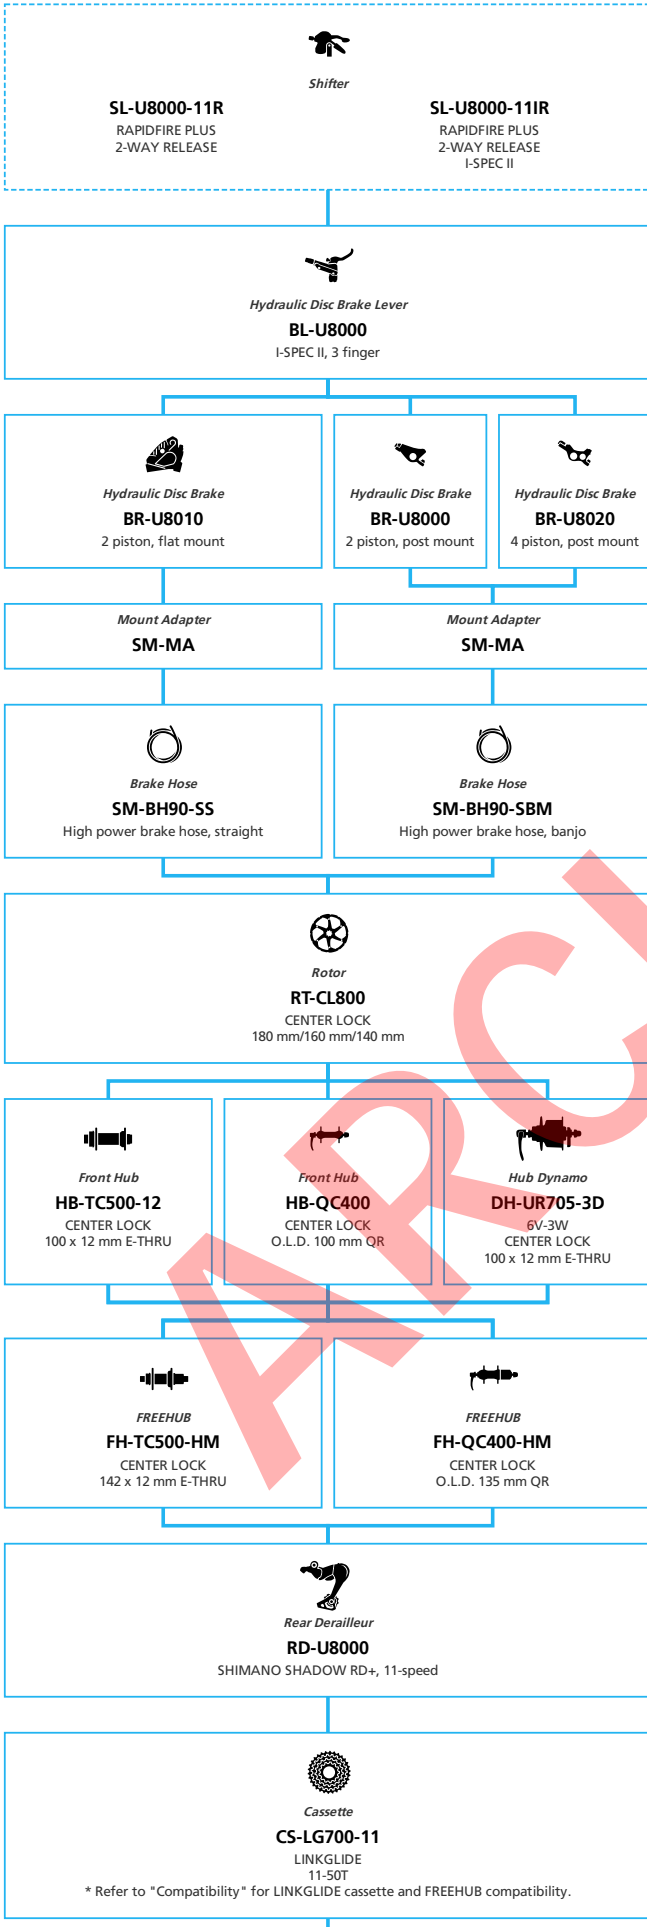 Shifter
SL-U8000-11R
RAPIDFIRE PLUS
2-WAY RELEASE
SL-U8000-11IR
RAPIDFIRE PLUS
2-WAY RELEASE
I-SPEC II
Hydraulic Disc Brake Lever
BL-U8000
I-SPEC II, 3 finger
Hydraulic Disc Brake
BR-U8010
2 piston, flat mount
Hydraulic Disc Brake
BR-U8000
2 piston, post mount
Hydraulic Disc Brake
BR-U8020
4 piston, post mount
Mount Adapter
SM-MA
Mount Adapter
SM-MA
Brake Hose
SM-BH90-SS
High power brake hose, straight
Brake Hose
SM-BH90-SBM
High power brake hose, banjo
Rotor
RT-CL800
CENTER LOCK
180 mm/160 mm/140 mm
Front Hub
HB-TC500-12
CENTER LOCK
100 x 12 mm E-THRU
Front Hub
HB-QC400
CENTER LOCK
O.L.D. 100 mm QR
Hub Dynamo
DH-UR705-3D
6V-3W
CENTER LOCK
100 x 12 mm E-THRU
FREEHUB
FH-TC500-HM
CENTER LOCK
142 x 12 mm E-THRU
FREEHUB
FH-QC400-HM
CENTER LOCK
O.L.D. 135 mm QR
Rear Derailleur
RD-U8000
SHIMANO SHADOW RD+, 11-speed
Cassette
CS-LG700-11
LINKGLIDE
11-50T
* Refer to "Compatibility" for LINKGLIDE cassette and FREEHUB compatibility.
ARC